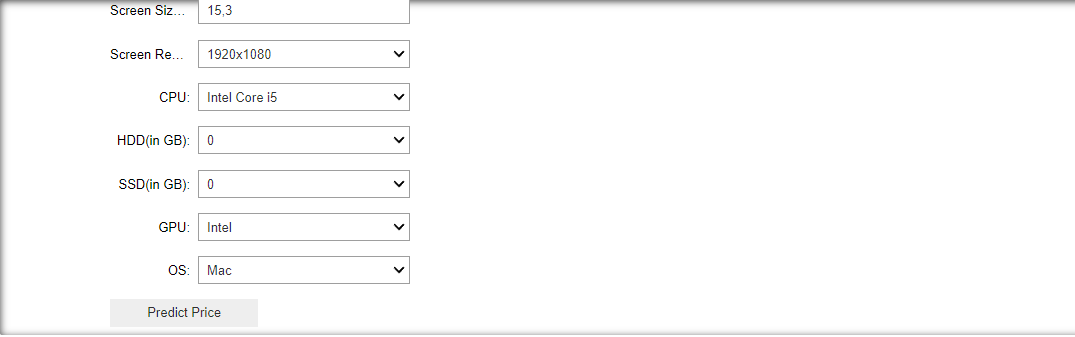 Screen Siz... 15,3
Screen Re... 1920x1080
CPU: Intel Core i5
HDD(in GB): 0
SSD(in GB): 0
GPU: Intel
OS: Mac
Predict Price